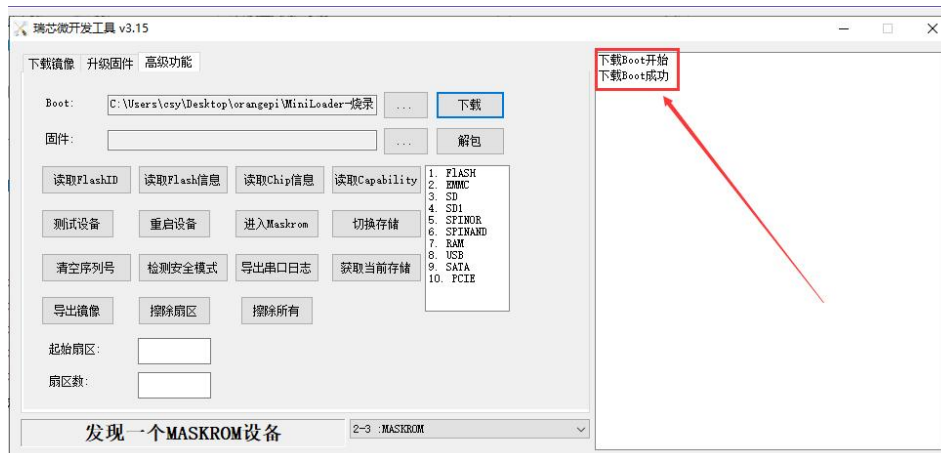 瑞芯微开发工具 v3.15
下载镜像 升级固件 高级功能
Boot: C:\Users\csy\Desktop\orangepi\MiniLoader-烧录 ... 下载
固件: ... 解包
读取FlashID 读取Flash信息 读取Chip信息 读取Capability
测试设备 重启设备 进入Maskrom 切换存储
清空序列号 检测安全模式 导出串口日志 获取当前存储
导出镜像 擦除扇区 擦除所有
1. FLASH
2. EMMC
3. SD
4. SD1
5. SPINOR
6. SPINAND
7. RAM
8. USB
9. SATA
10. PCIE
起始扇区:
扇区数:
发现一个MASKROM设备 2-3 :MASKROM
下载Boot开始
下载Boot成功